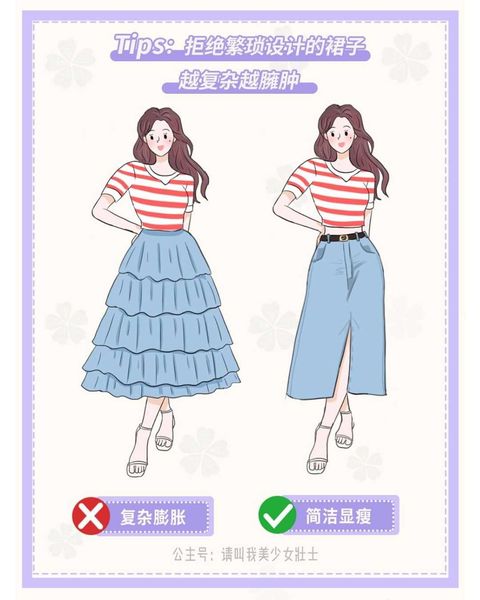 Tips: 拒绝繁琐设计的裙子
越复杂越臃肿
复杂膨胀
简洁显瘦
公主号：请叫我美少女壯士